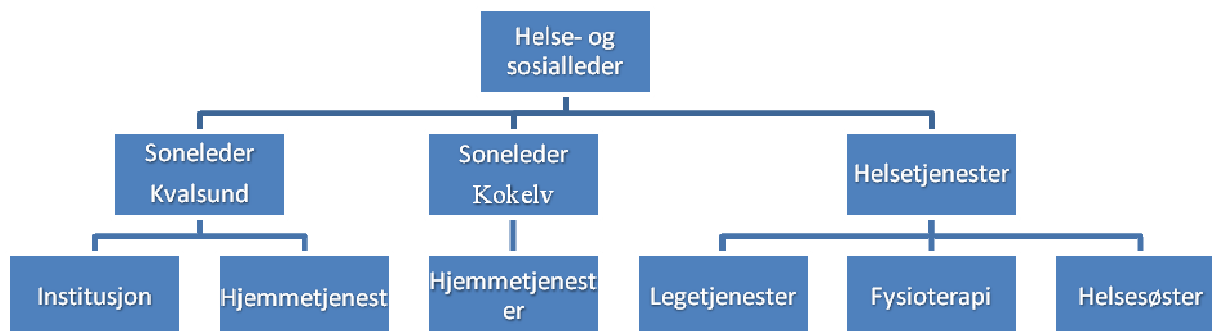 Helse- og
sosialleder
Soneleder
Kvalsund
Soneleder
Kokelv
Helsetjenester
Institusjon
Hjemmetjenest
Hjemmetjenest
er
Legetjenester
Fysioterapi
Helsesøster